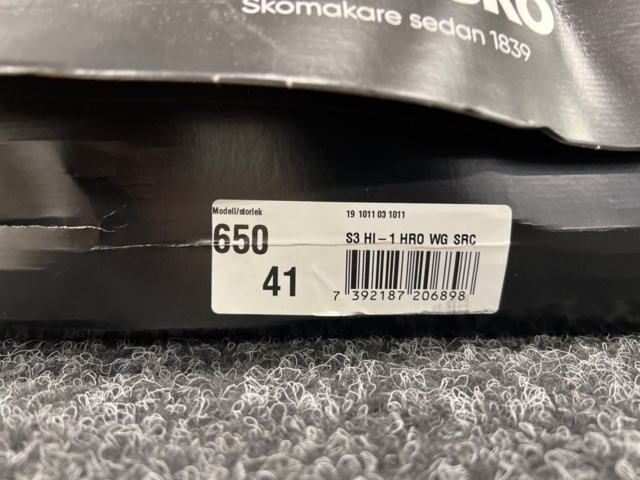 Skomakare sedan 1839
Modell/storlek
19 1011 03 1011
650
S3 HI-1 HRO WG SRC
41
7 392187 206898